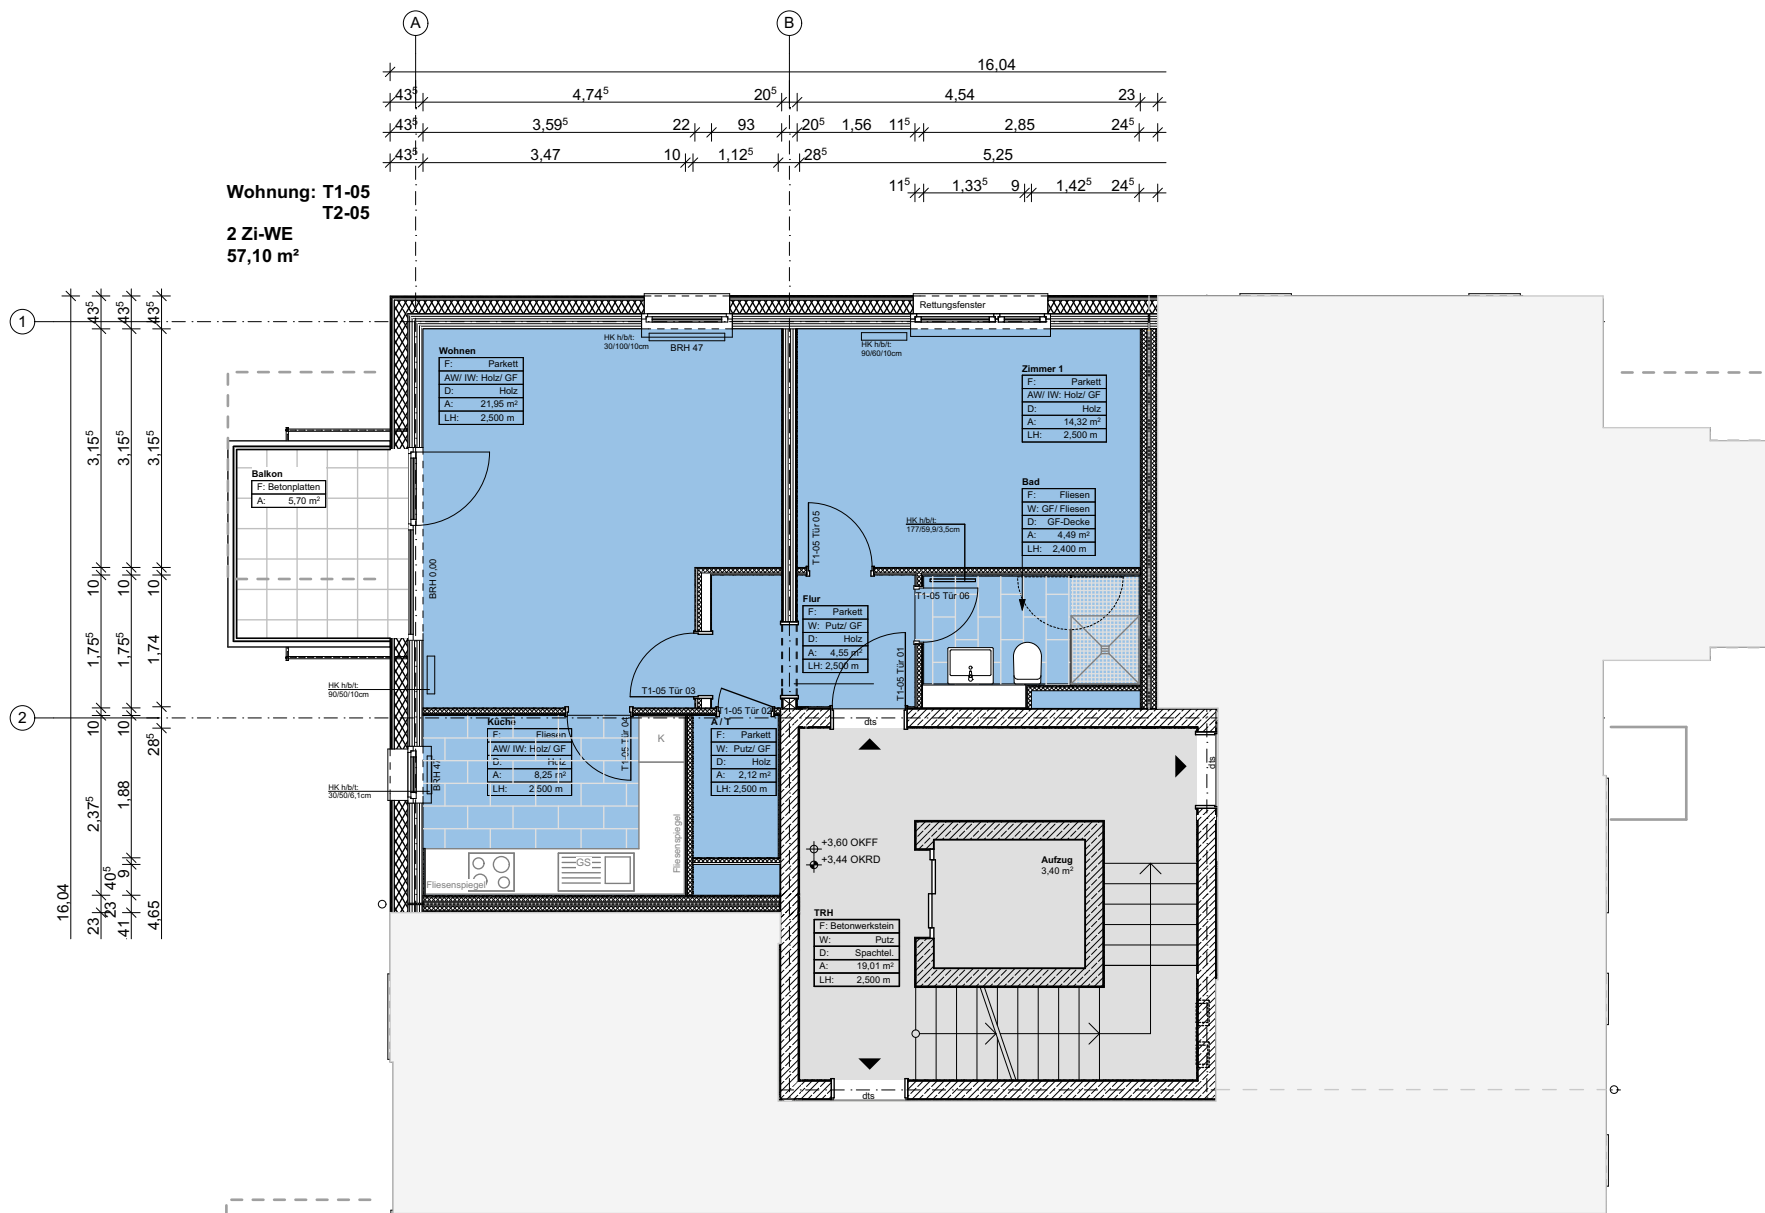 A
B
16,04
43⁵ 4,74⁵ 20⁵ 4,54 23
43⁵ 3,59⁵ 22 93 20⁵ 1,56 11⁵ 2,85 24⁵
43⁵ 3,47 10 1,12⁵ 28⁵ 5,25
11⁵ 1,33⁵ 9 1,42⁵ 24⁵
Wohnung: T1-05
T2-05
2 Zi-WE
57,10 m²
1
2
16,04
43⁵ 3,15⁵ 10 1,75⁵ 10 2,37⁵ 23
43⁵ 3,15⁵ 10 1,75⁵ 10 1,88 9 40⁵ 23 41
43⁵ 3,15⁵ 10 1,74 28⁵ 4,65
Rettungsfenster
HK h/b/t:
30/100/10cm
BRH 47
HK h/b/t:
90/60/10cm
Wohnen
F: Parkett
AW/ IW: Holz/ GF
D: Holz
A: 21,95 m²
LH: 2,500 m
Zimmer 1
F: Parkett
AW/ IW: Holz/ GF
D: Holz
A: 14,32 m²
LH: 2,500 m
Balkon
F: Betonplatten
A: 5,70 m²
Bad
F: Fliesen
W: GF/ Fliesen
D: GF-Decke
A: 4,49 m²
LH: 2,400 m
HK h/b/t:
177/59,9/3,5cm
T1-05 Tür 05
BRH 0,00
T1-05 Tür 06
Flur
F: Parkett
W: Putz/ GF
D: Holz
A: 4,55 m²
LH: 2,500 m
T1-05 Tür 01
HK h/b/t:
90/50/10cm
T1-05 Tür 03
T1-05 Tür 02
Küche
F: Fliesen
AW/ IW: Holz/ GF
D: Holz
A: 8,25 m²
LH: 2 500 m
T1-05 Tür 04
K
A / T
F: Parkett
W: Putz/ GF
D: Holz
A: 2,12 m²
LH: 2,500 m
BRH 47
HK h/b/t:
30/50/6,1cm
Fliesenspiegel
Fliesenspiegel
GS
dts
dts
+3,60 OKFF
+3,44 OKRD
Aufzug
3,40 m²
TRH
F: Betonwerkstein
W: Putz
D: Spachtel.
A: 19,01 m²
LH: 2,500 m
dts